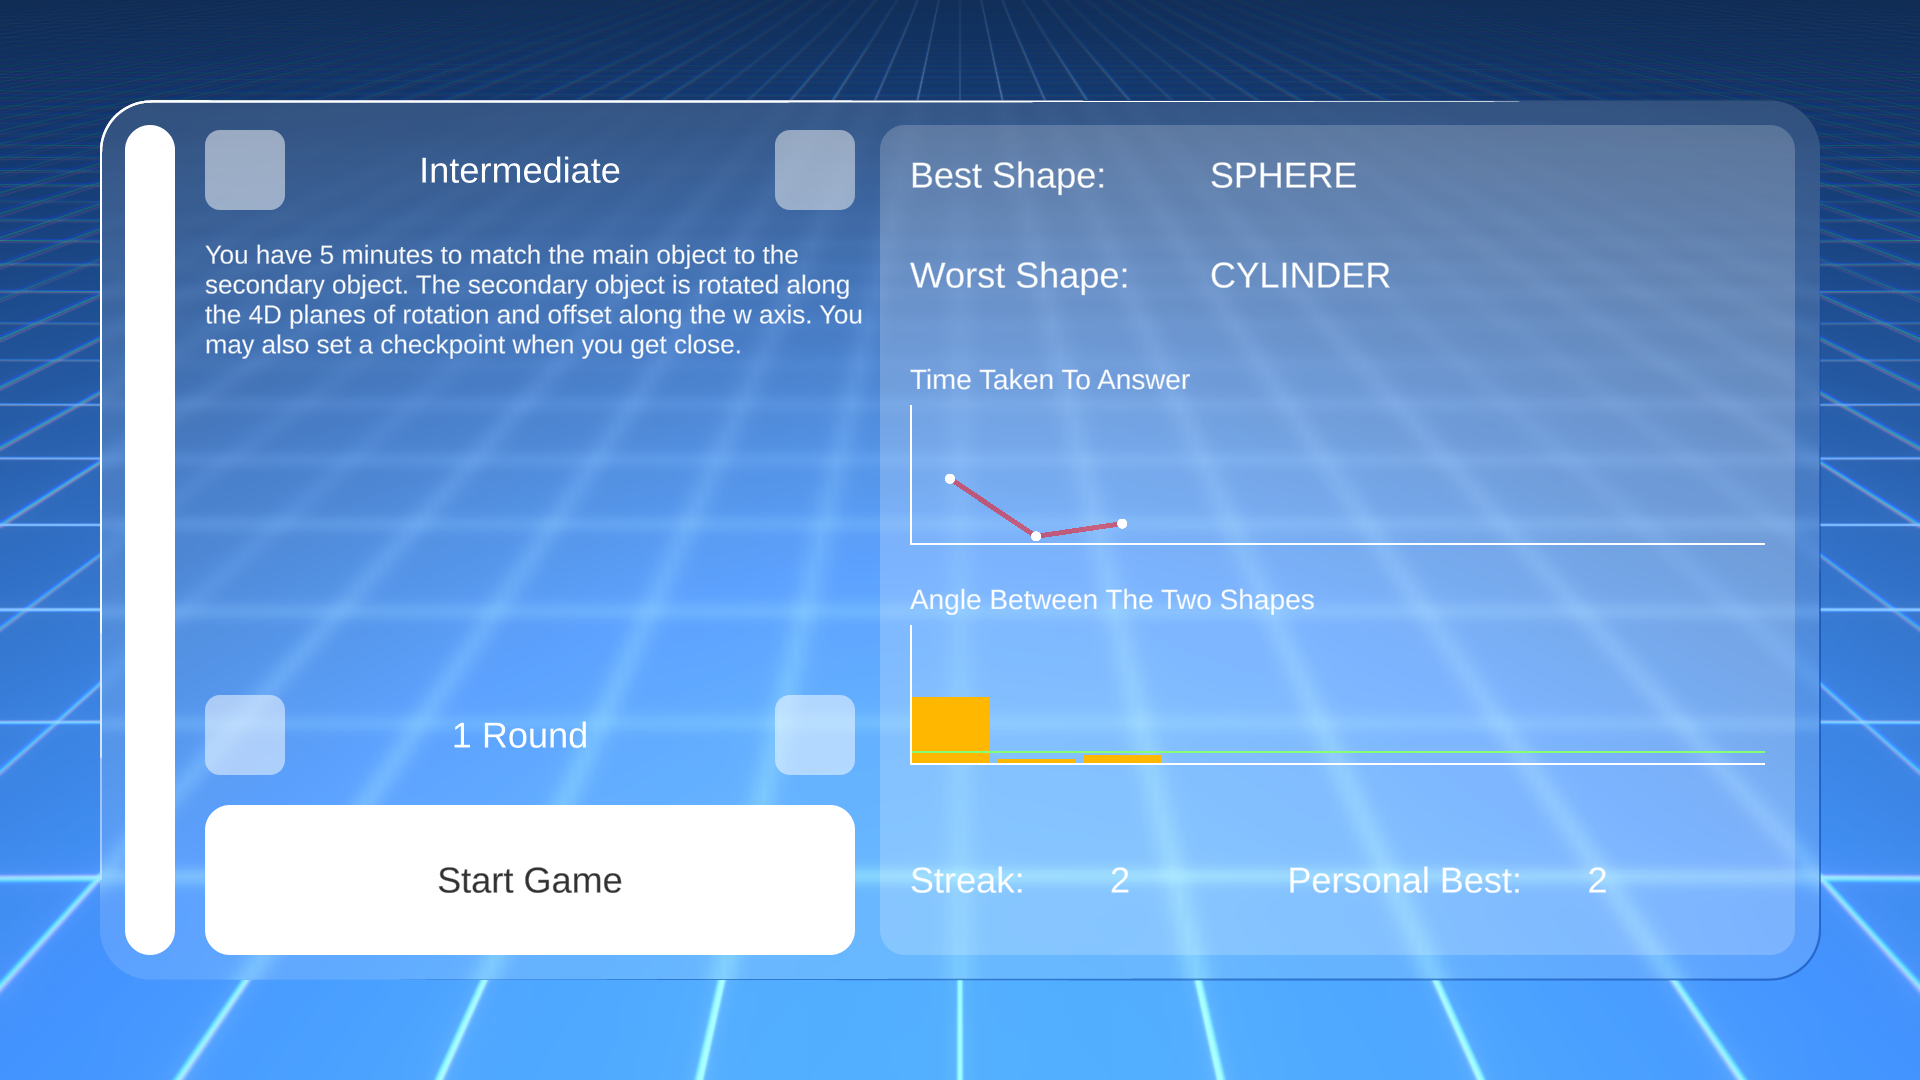 Intermediate
You have 5 minutes to match the main object to the
secondary object. The secondary object is rotated along
the 4D planes of rotation and offset along the w axis. You
may also set a checkpoint when you get close.
1 Round
Start Game
Best Shape: SPHERE
Worst Shape: CYLINDER
Time Taken To Answer
Angle Between The Two Shapes
Streak: 2 Personal Best: 2